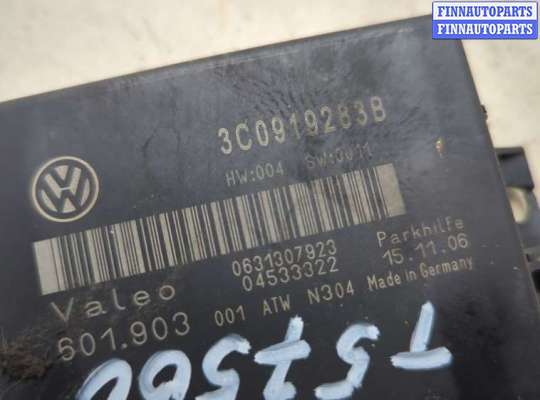 FINNAUTOPARTS
FINNAUTOPARTS
3C0919283B
HW:004 SW:0011
0631307923
04533322
Parkhilfe
15.11.06
Valeo
601.903 001 ATW N304 Made in Germany